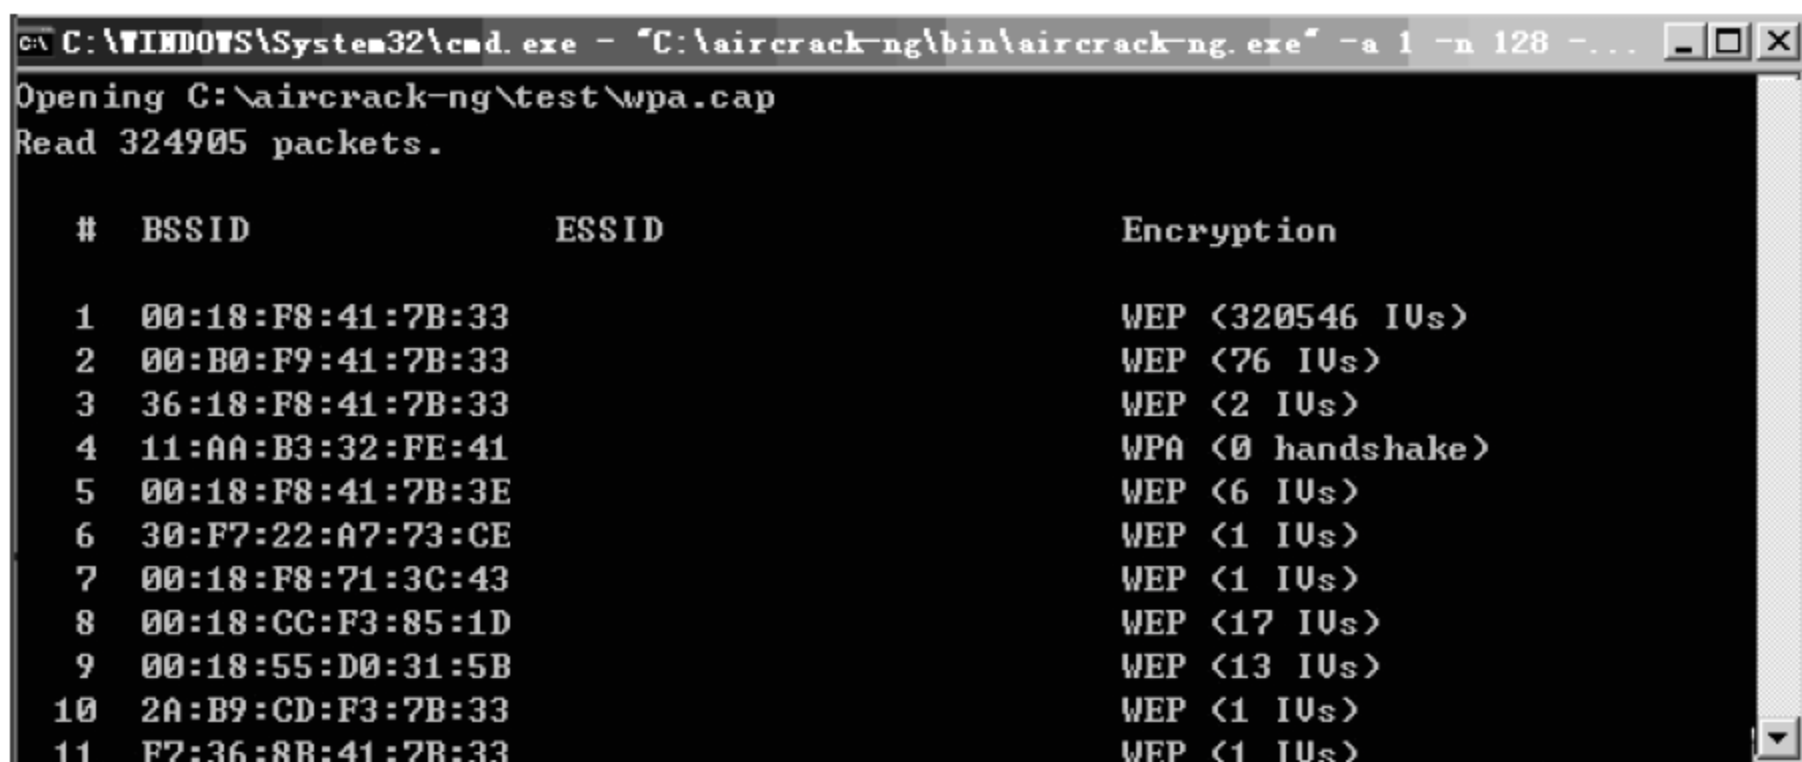 C:\WINDOWS\System32\cmd.exe - "C:\aircrack-ng\bin\aircrack-ng.exe" -a 1 -n 128 -...
Opening C:\aircrack-ng\test\wpa.cap
Read 324905 packets.
# BSSID ESSID Encryption
1 00:18:F8:41:7B:33 WEP (320546 IVs)
2 00:B0:F9:41:7B:33 WEP (76 IVs)
3 36:18:F8:41:7B:33 WEP (2 IVs)
4 11:AA:B3:32:FE:41 WPA (0 handshake)
5 00:18:F8:41:7B:3E WEP (6 IVs)
6 30:F7:22:A7:73:CE WEP (1 IVs)
7 00:18:F8:71:3C:43 WEP (1 IVs)
8 00:18:CC:F3:85:1D WEP (17 IVs)
9 00:18:55:D0:31:5B WEP (13 IVs)
10 2A:B9:CD:F3:7B:33 WEP (1 IVs)
11 F7:36:8B:41:7B:33 WEP (1 IVs)